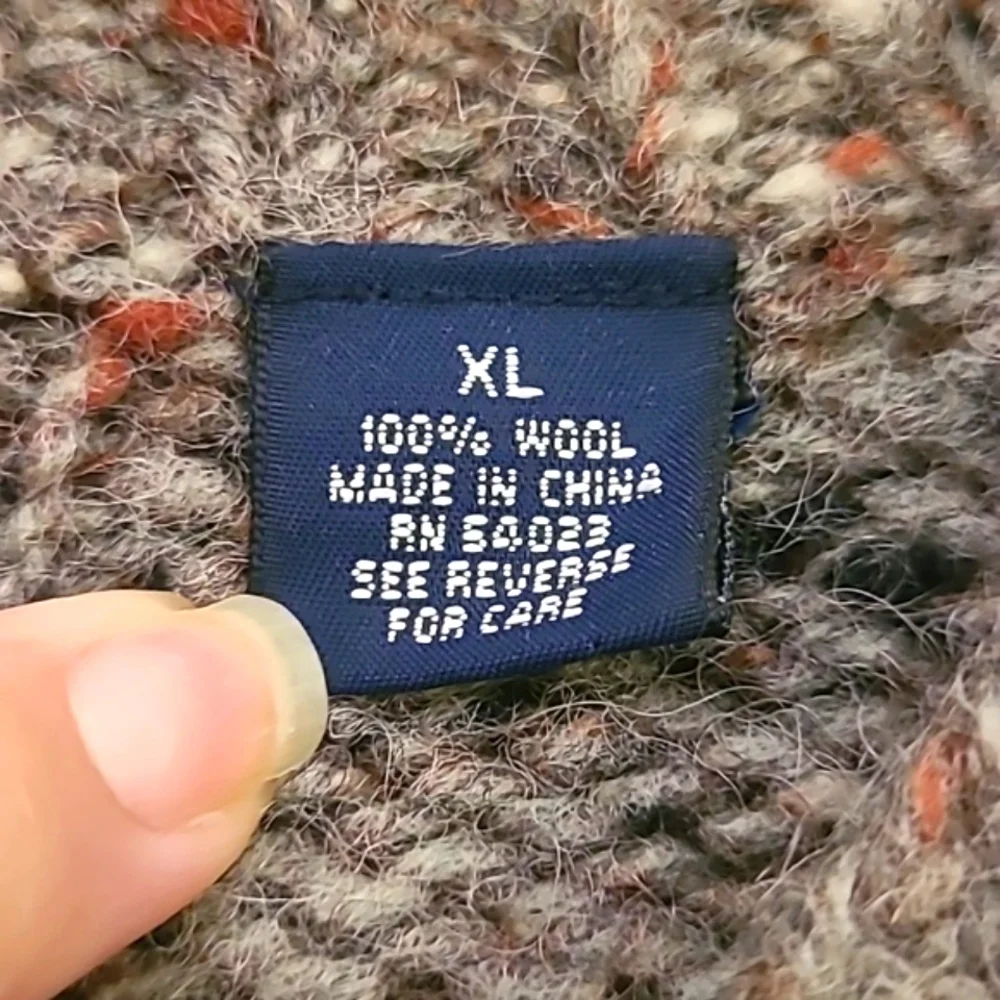 XL
100% WOOL
MADE IN CHINA
RN 54023
SEE REVERSE
FOR CARE